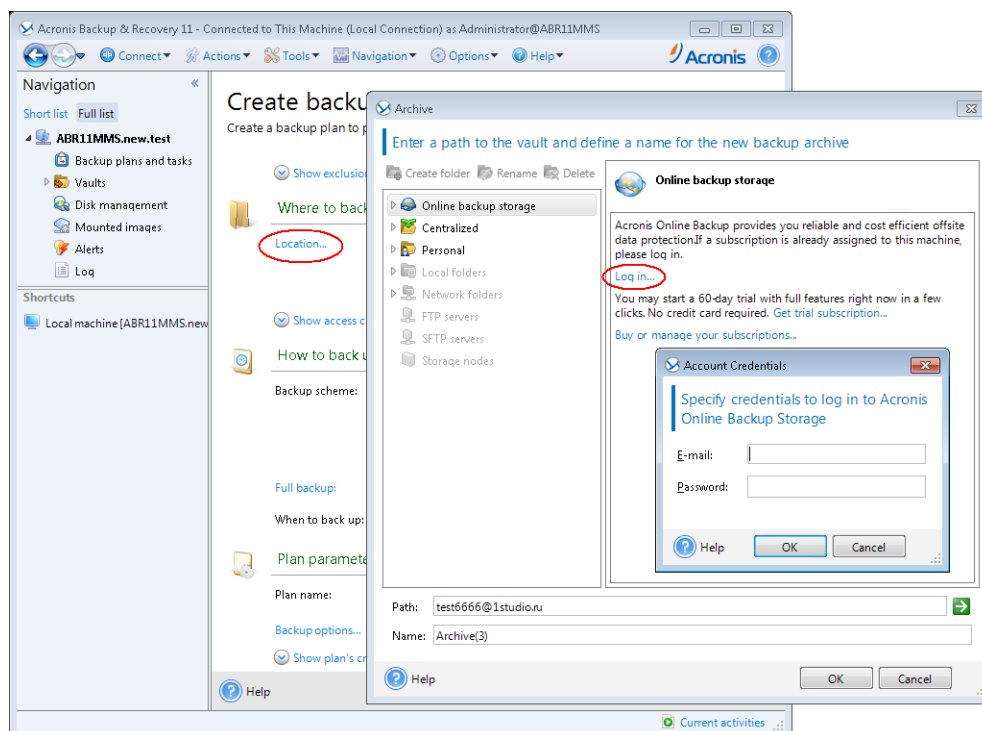 Acronis Backup & Recovery 11 - Connected to This Machine (Local Connection) as Administrator@ABR11MMS
Connect Actions Tools Navigation Options Help Acronis
Navigation
Short list Full list
ABR11MMS.new.test
Backup plans and tasks
Vaults
Disk management
Mounted images
Alerts
Log
Shortcuts
Local machine [ABR11MMS.new
Create backu
Create a backup plan to p
Show exclusio
Where to back
Location...
Show access c
How to back u
Backup scheme:
Full backup:
When to back up:
Plan paramete
Plan name:
Backup options...
Show plan's cr
Help
Archive
Enter a path to the vault and define a name for the new backup archive
Create folder Rename Delete
Online backup storage
Centralized
Personal
Local folders
Network folders
FTP servers
SFTP servers
Storage nodes
Online backup storage
Acronis Online Backup provides you reliable and cost efficient offsite
data protection.If a subscription is already assigned to this machine,
please log in.
Log in...
You may start a 60-day trial with full features right now in a few
clicks. No credit card required. Get trial subscription...
Buy or manage your subscriptions...
Account Credentials
Specify credentials to log in to Acronis
Online Backup Storage
E-mail:
Password:
Help OK Cancel
Path: test6666@1studio.ru
Name: Archive(3)
Help OK Cancel
Current activities